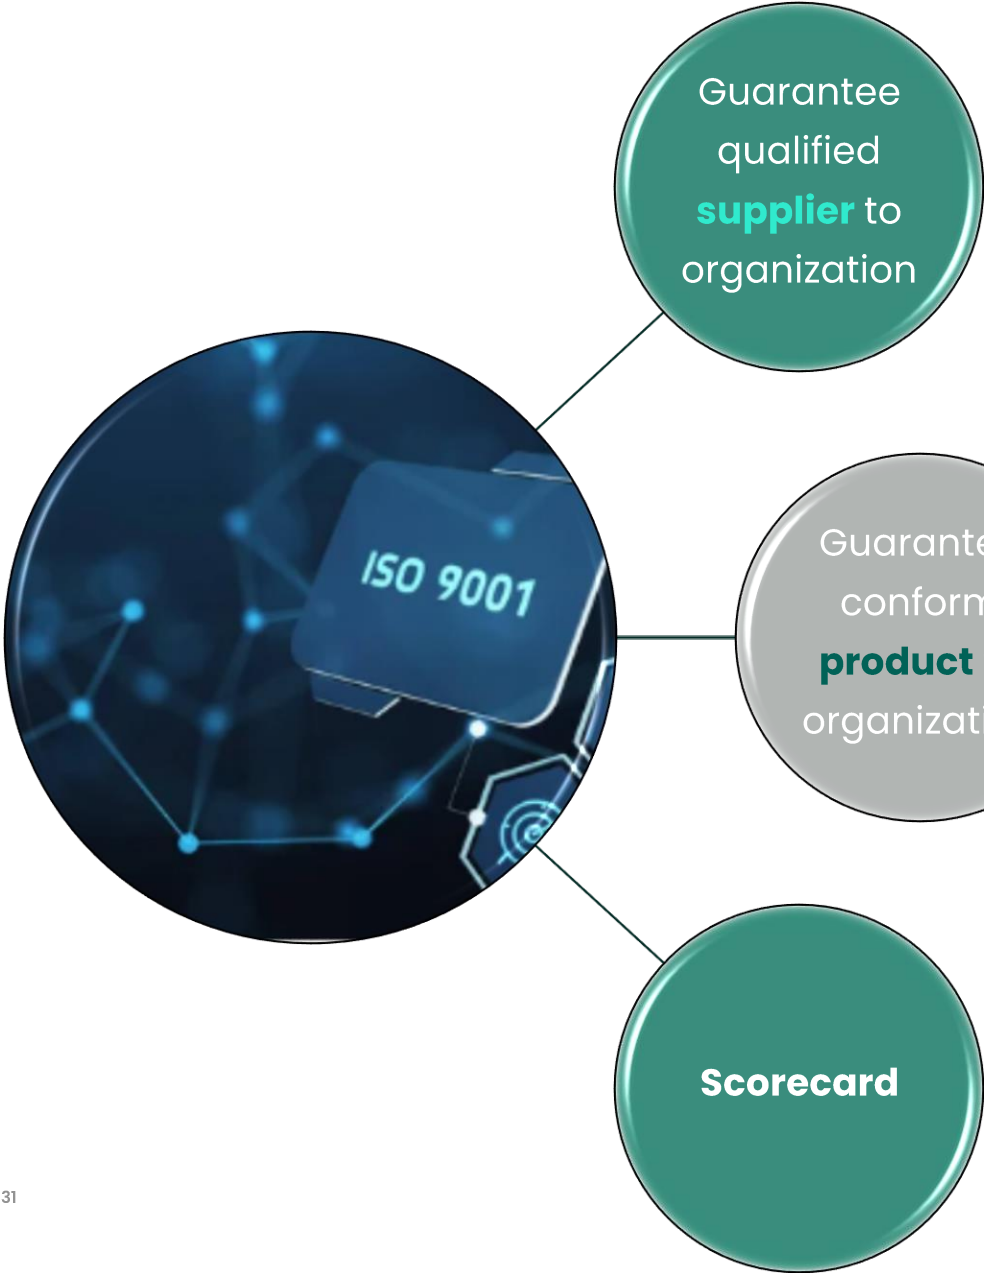 Guarantee
qualified
supplier to
organization
ISO 9001
product
Scorecard
31